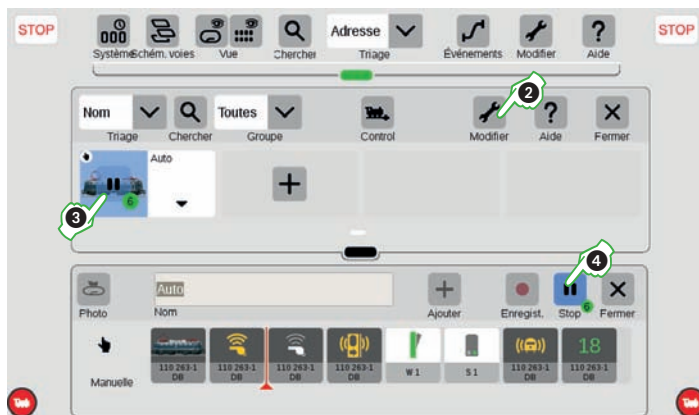 STOP
Adresse
STOP
Système
Schém. voies
Vue
Chercher
Triage
Événements
Modifier
Aide
2
Nom
Toutes
Triage
Chercher
Groupe
Control
Modifier
Aide
Fermer
Auto
6
3
4
Auto
6
Photo
Nom
Ajouter
Enregist.
Stop
Fermer
18
Manuelle
110 263-1
DB
110 263-1
DB
110 263-1
DB
110 263-1
DB
W 1
S 1
110 263-1
DB
110 263-1
DB